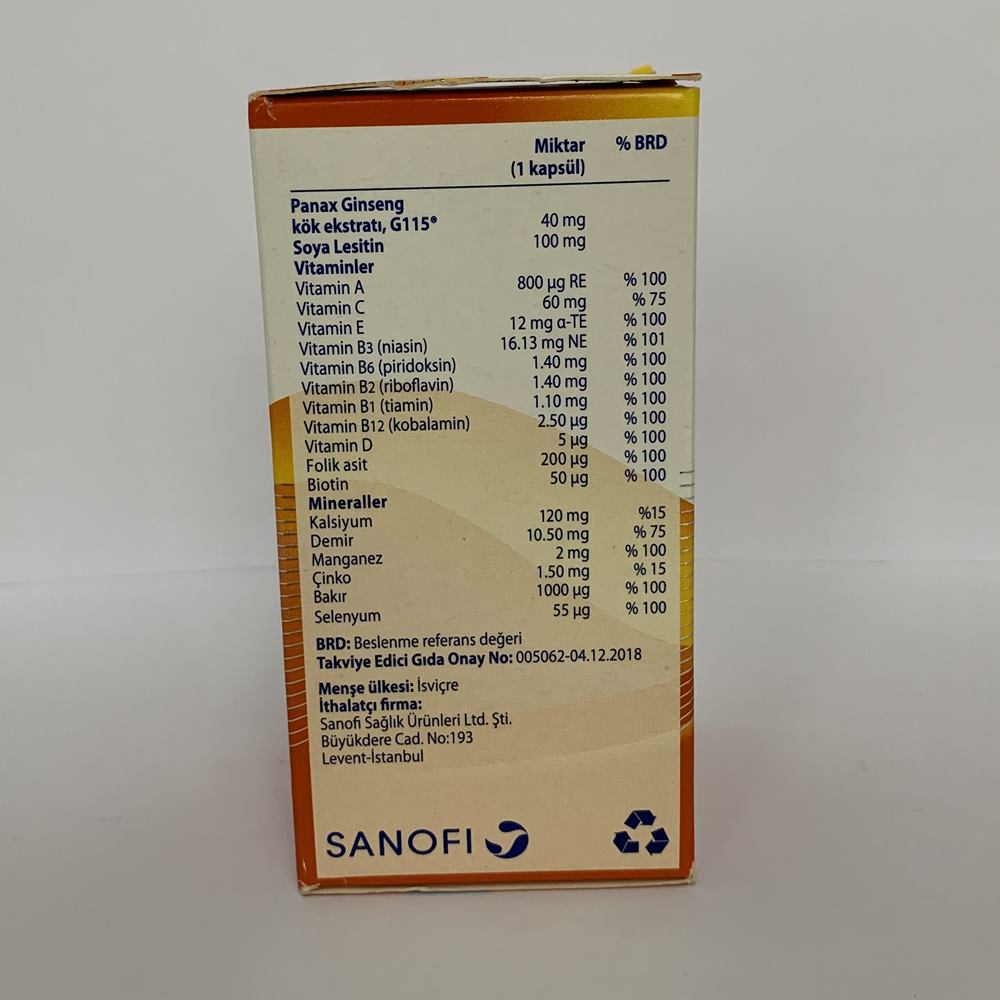 Miktar % BRD
(1 kapsül)
Panax Ginseng
kök ekstratı, G115® 40 mg
Soya Lesitin 100 mg
Vitaminler
Vitamin A 800 µg RE % 100
Vitamin C 60 mg % 75
Vitamin E 12 mg α-TE % 100
Vitamin B3 (niasin) 16.13 mg NE % 101
Vitamin B6 (piridoksin) 1.40 mg % 100
Vitamin B2 (riboflavin) 1.40 mg % 100
Vitamin B1 (tiamin) 1.10 mg % 100
Vitamin B12 (kobalamin) 2.50 µg % 100
Vitamin D 5 µg % 100
Folik asit 200 µg % 100
Biotin 50 µg % 100
Mineraller
Kalsiyum 120 mg %15
Demir 10.50 mg % 75
Manganez 2 mg % 100
Çinko 1.50 mg % 15
Bakır 1000 µg % 100
Selenyum 55 µg % 100
BRD: Beslenme referans değeri
Takviye Edici Gıda Onay No: 005062-04.12.2018
Menşe ülkesi: İsviçre
İthalatçı firma:
Sanofi Sağlık Ürünleri Ltd. Şti.
Büyükdere Cad. No:193
Levent-İstanbul
SANOFI